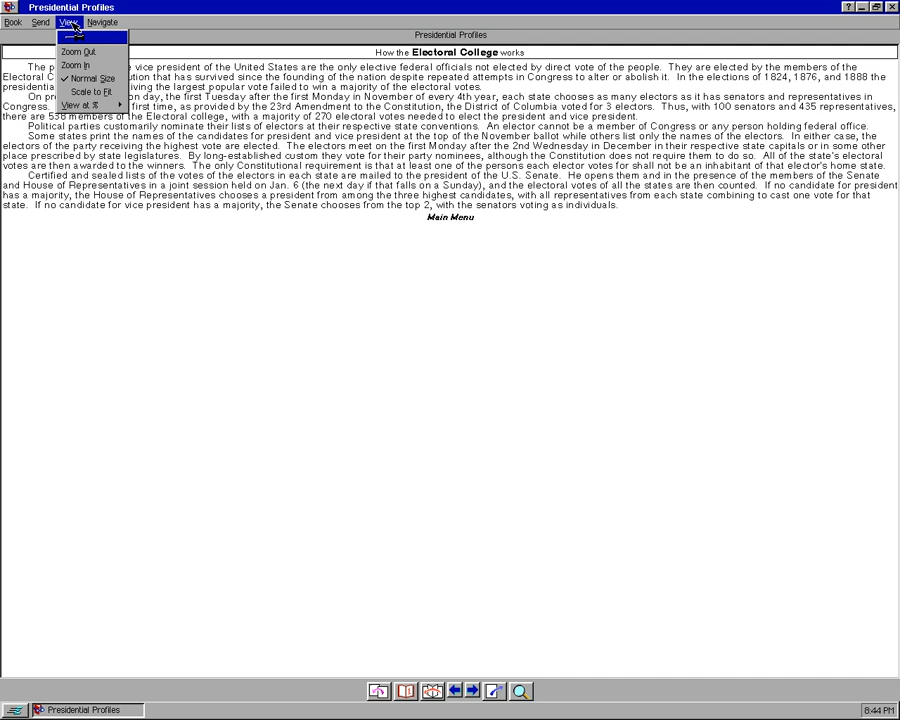 Presidential Profiles
Book Send View Navigate
Presidential Profiles
Zoom Out
Zoom In
Normal Size
Scale to Fit
View at %
How the Electoral College works
The p vice president of the United States are the only elective federal officials not elected by direct vote of the people. They are elected by the members of the
Electoral C ution that has survived since the founding of the nation despite repeated attempts in Congress to alter or abolish it. In the elections of 1824, 1876, and 1888 the
presidential iving the largest popular vote failed to win a majority of the electoral votes.
On pre on day, the first Tuesday after the first Monday in November of every 4th year, each state chooses as many electors as it has senators and representatives in
Congress. first time, as provided by the 23rd Amendment to the Constitution, the District of Columbia voted for 3 electors. Thus, with 100 senators and 435 representatives,
there are 538 members of the Electoral college, with a majority of 270 electoral votes needed to elect the president and vice president.
Political parties customarily nominate their lists of electors at their respective state conventions. An elector cannot be a member of Congress or any person holding federal office.
Some states print the names of the candidates for president and vice president at the top of the November ballot while others list only the names of the electors. In either case, the
electors of the party receiving the highest vote are elected. The electors meet on the first Monday after the 2nd Wednesday in December in their respective state capitals or in some other
place prescribed by state legislatures. By long-established custom they vote for their party nominees, although the Constitution does not require them to do so. All of the state's electoral
votes are then awarded to the winners. The only Constitutional requirement is that at least one of the persons each elector votes for shall not be an inhabitant of that elector's home state.
Certified and sealed lists of the votes of the electors in each state are mailed to the president of the U.S. Senate. He opens them and in the presence of the members of the Senate
and House of Representatives in a joint session held on Jan. 6 (the next day if that falls on a Sunday), and the electoral votes of all the states are then counted. If no candidate for president
has a majority, the House of Representatives chooses a president from among the three highest candidates, with all representatives from each state combining to cast one vote for that
state. If no candidate for vice president has a majority, the Senate chooses from the top 2, with the senators voting as individuals.
Main Menu
Presidential Profiles
8:44 PM